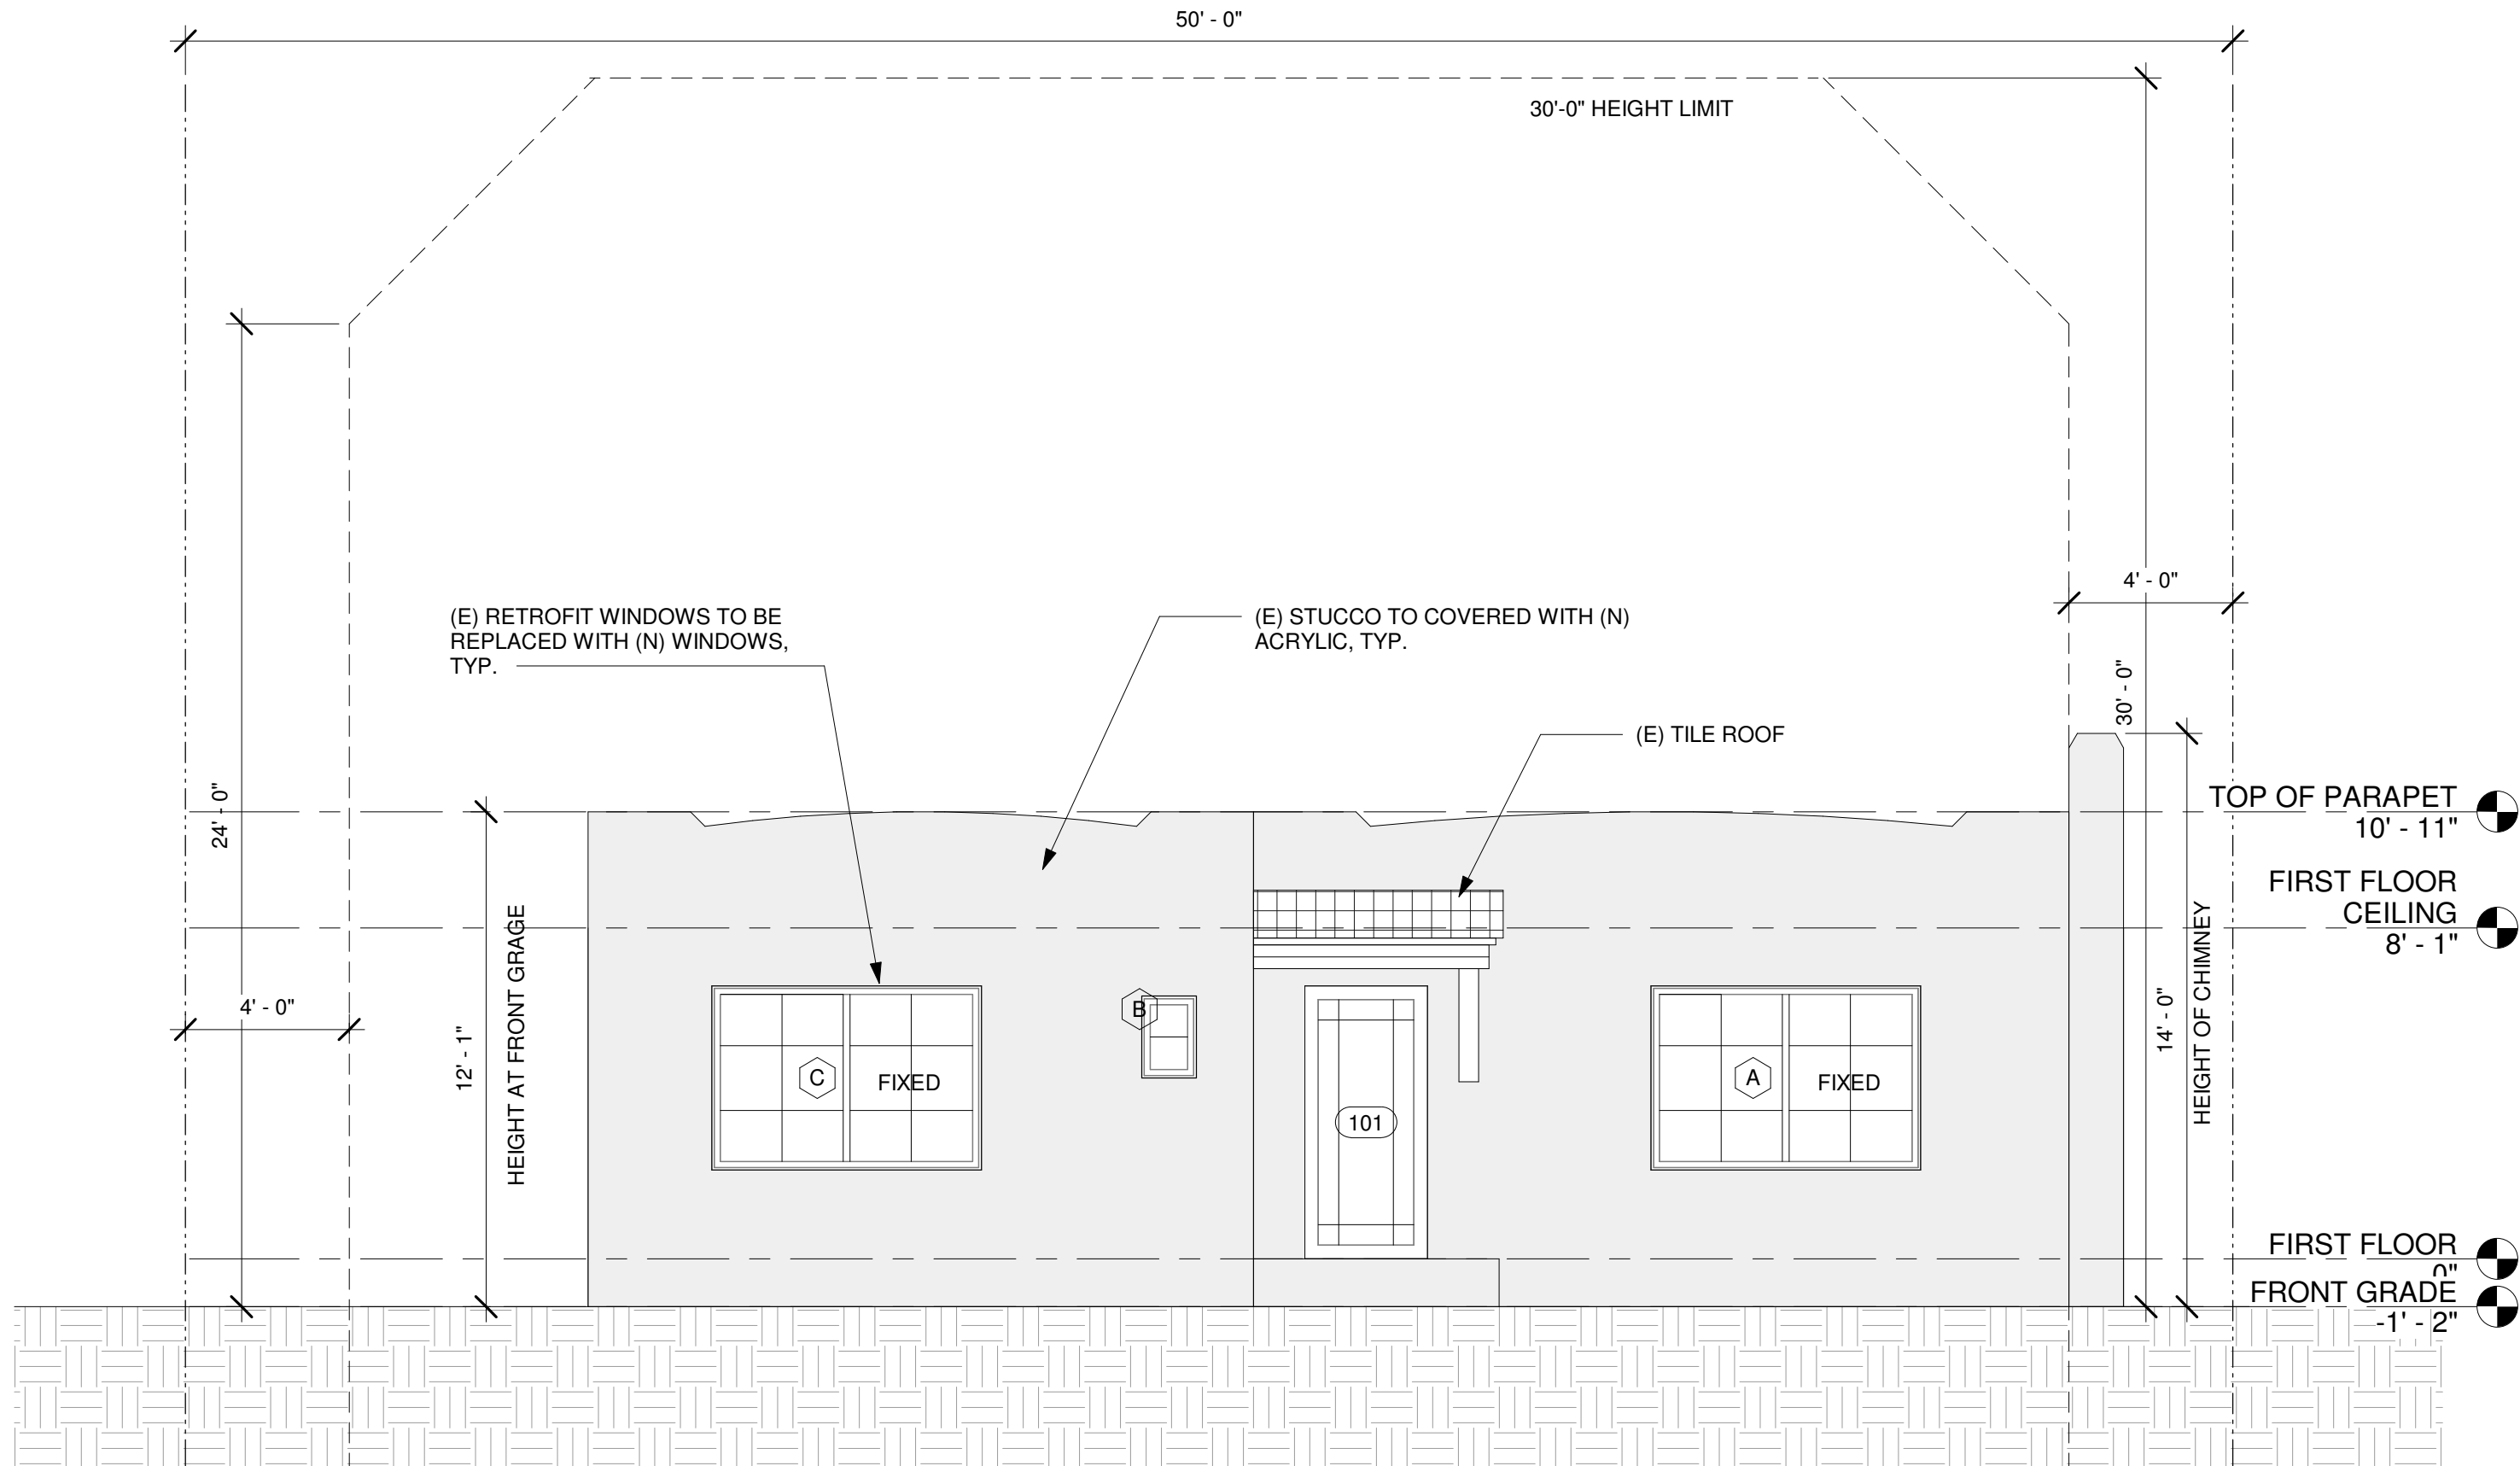 50' - 0"
30'-0" HEIGHT LIMIT
4' - 0"
(E) RETROFIT WINDOWS TO BE
REPLACED WITH (N) WINDOWS,
TYP.
(E) STUCCO TO COVERED WITH (N)
ACRYLIC, TYP.
30' - 0"
(E) TILE ROOF
24' - 0"
TOP OF PARAPET
10' - 11"
FIRST FLOOR
CEILING
8' - 1"
4' - 0"
12' - 1"
HEIGHT AT FRONT GRAGE
B
C
FIXED
101
A
FIXED
14' - 0"
HEIGHT OF CHIMNEY
FIRST FLOOR
0"
FRONT GRADE
-1' - 2"